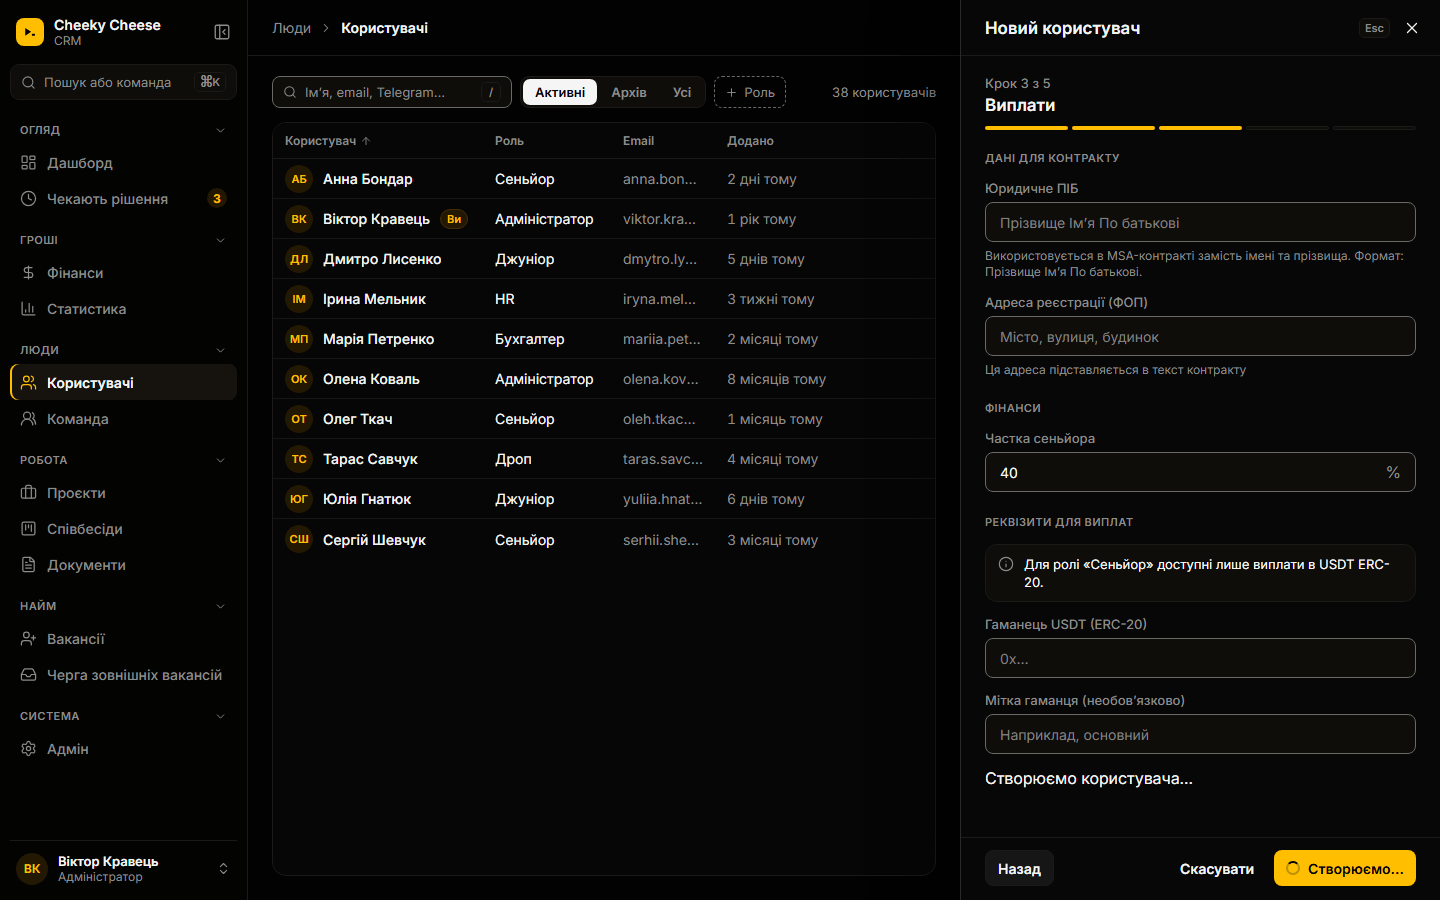 Cheeky Cheese
CRM
Пошук або команда
⌘K
ОГЛЯД
Дашборд
Чекають рішення
3
ГРОШІ
Фінанси
Статистика
ЛЮДИ
Користувачі
Команда
РОБОТА
Проєкти
Співбесіди
Документи
НАЙМ
Вакансії
Черга зовнішніх вакансій
СИСТЕМА
Адмін
ВК
Віктор Кравець
Адміністратор
Люди
Користувачі
Ім’я, email, Telegram...
/
Активні
Архів
Усі
+ Роль
38 користувачів
Користувач ↑ Роль Email Додано
АБ Анна Бондар Сеньйор anna.bon... 2 дні тому
ВК Віктор Кравець Ви Адміністратор viktor.kra... 1 рік тому
ДЛ Дмитро Лисенко Джуніор dmytro.ly... 5 днів тому
ІМ Ірина Мельник HR iryna.mel... 3 тижні тому
МП Марія Петренко Бухгалтер mariia.pet... 2 місяці тому
ОК Олена Коваль Адміністратор olena.kov... 8 місяців тому
ОТ Олег Ткач Сеньйор oleh.tkac... 1 місяць тому
ТС Тарас Савчук Дроп taras.savc... 4 місяці тому
ЮГ Юлія Гнатюк Джуніор yuliia.hnat... 6 днів тому
СШ Сергій Шевчук Сеньйор serhii.she... 3 місяці тому
Новий користувач
Esc
Крок 3 з 5
Виплати
ДАНІ ДЛЯ КОНТРАКТУ
Юридичне ПІБ
Прізвище Ім’я По батькові
Використовується в MSA-контракті замість імені та прізвища. Формат:
Прізвище Ім’я По батькові.
Адреса реєстрації (ФОП)
Місто, вулиця, будинок
Ця адреса підставляється в текст контракту
ФІНАНСИ
Частка сеньйора
40 %
РЕКВІЗИТИ ДЛЯ ВИПЛАТ
Для ролі «Сеньйор» доступні лише виплати в USDT ERC-
20.
Гаманець USDT (ERC-20)
0x...
Мітка гаманця (необов’язково)
Наприклад, основний
Створюємо користувача...
Назад
Скасувати
Створюємо...